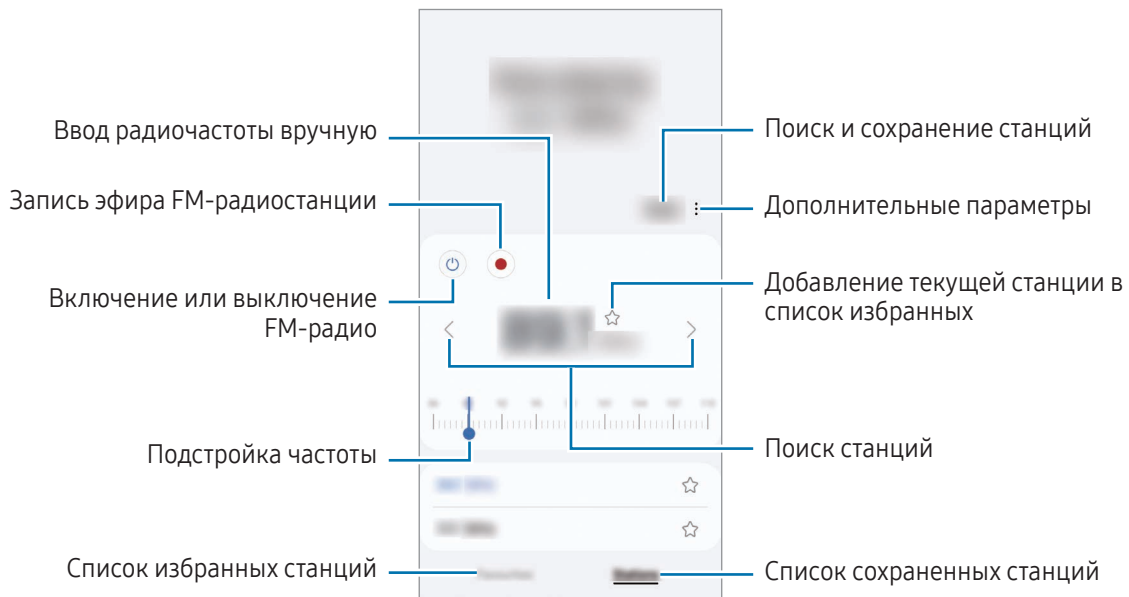 Ввод радиочастоты вручную
Запись эфира FM-радиостанции
Включение или выключение
FM-радио
Подстройка частоты
Список избранных станций
Поиск и сохранение станций
Дополнительные параметры
Добавление текущей станции в
список избранных
Поиск станций
Список сохраненных станций